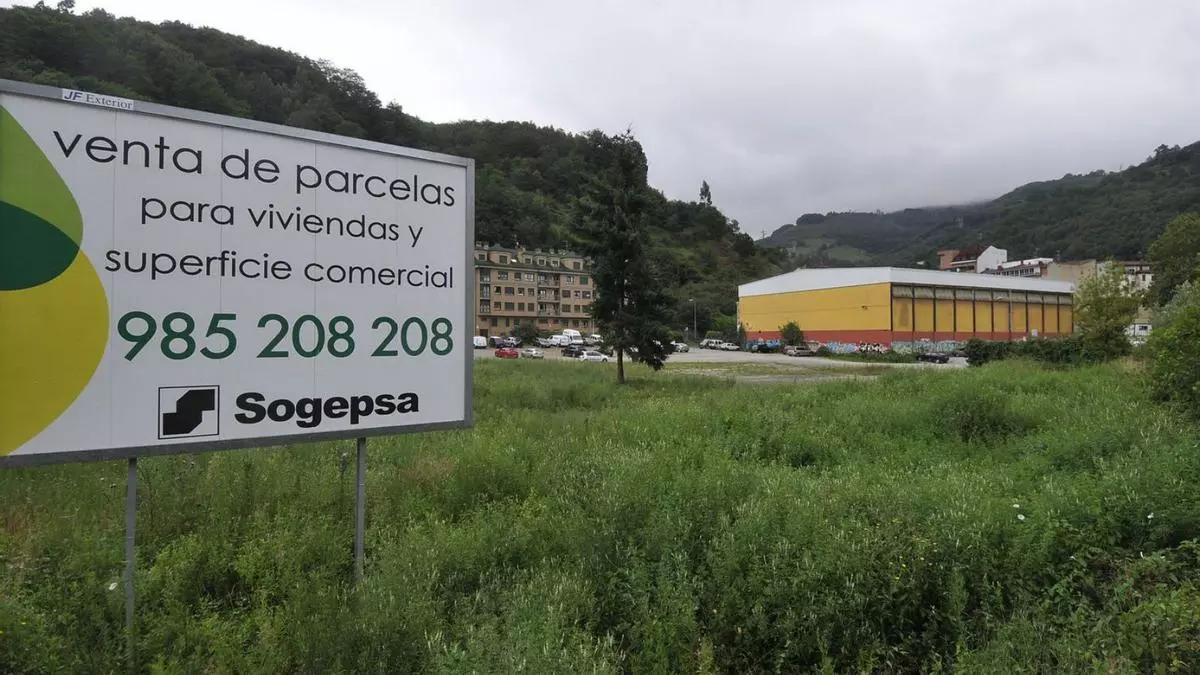 JF Exterior
venta de parcelas
para viviendas y
superficie comercial
985 208 208
Sogepsa